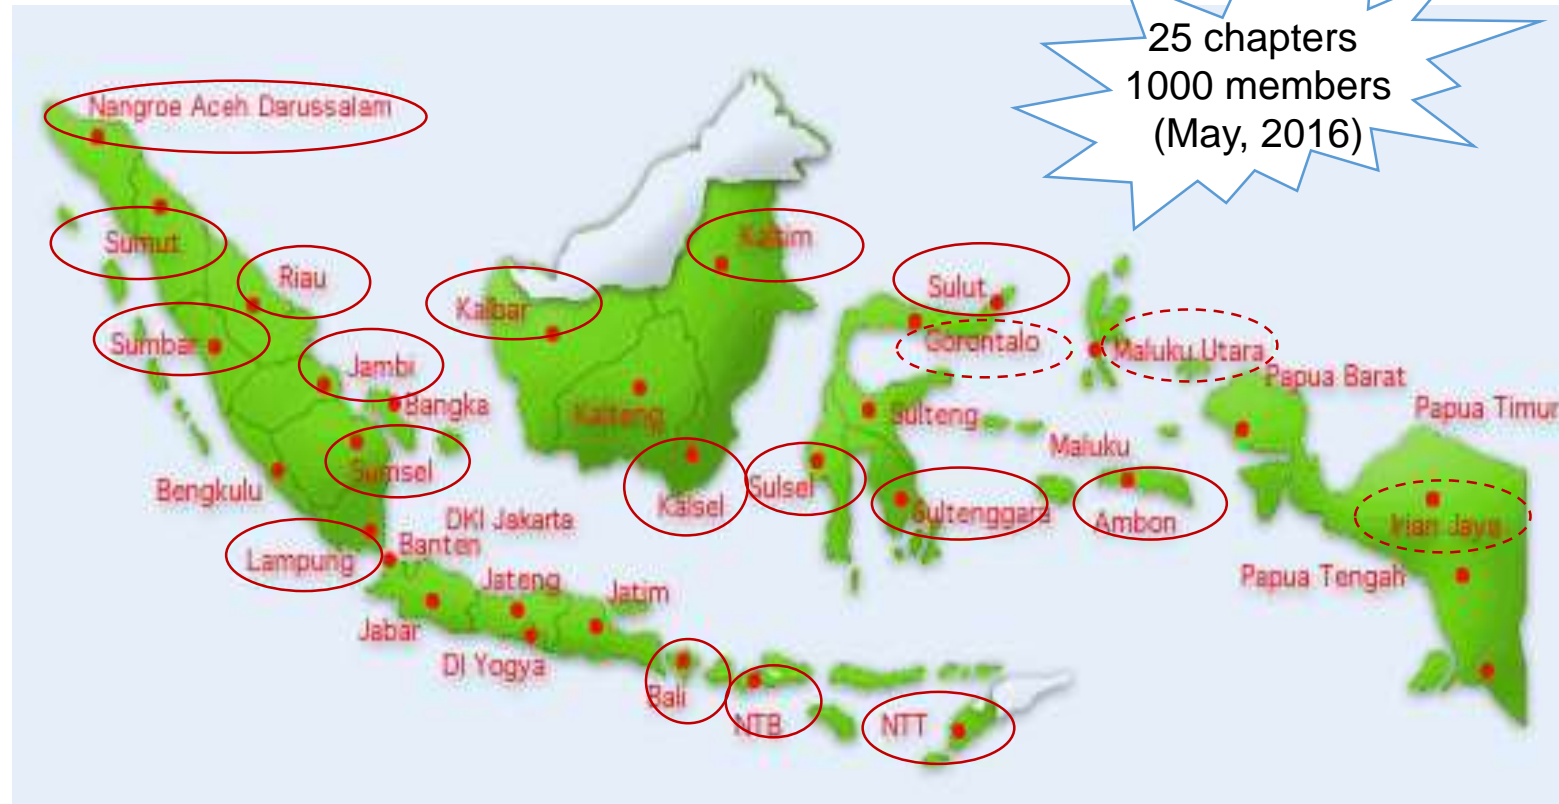 25 chapters
1000 members
(May, 2016)
Nangroe Aceh Darussalam
Sumut
Riau
Kaltim
Sulut
Kalbar
Sumbar
Gorontalo
Maluku Utara
Jambi
Papua Barat
Bangka
Kalteng
Sulteng
Papua Timur
Maluku
Sumsel
Bengkulu
Kalsel
Sulsel
Sultenggara
Ambon
Irian Jaya
DKI Jakarta
Banten
Lampung
Jateng
Jatim
Papua Tengah
Jabar
DI Yogya
Bali
NTB
NTT